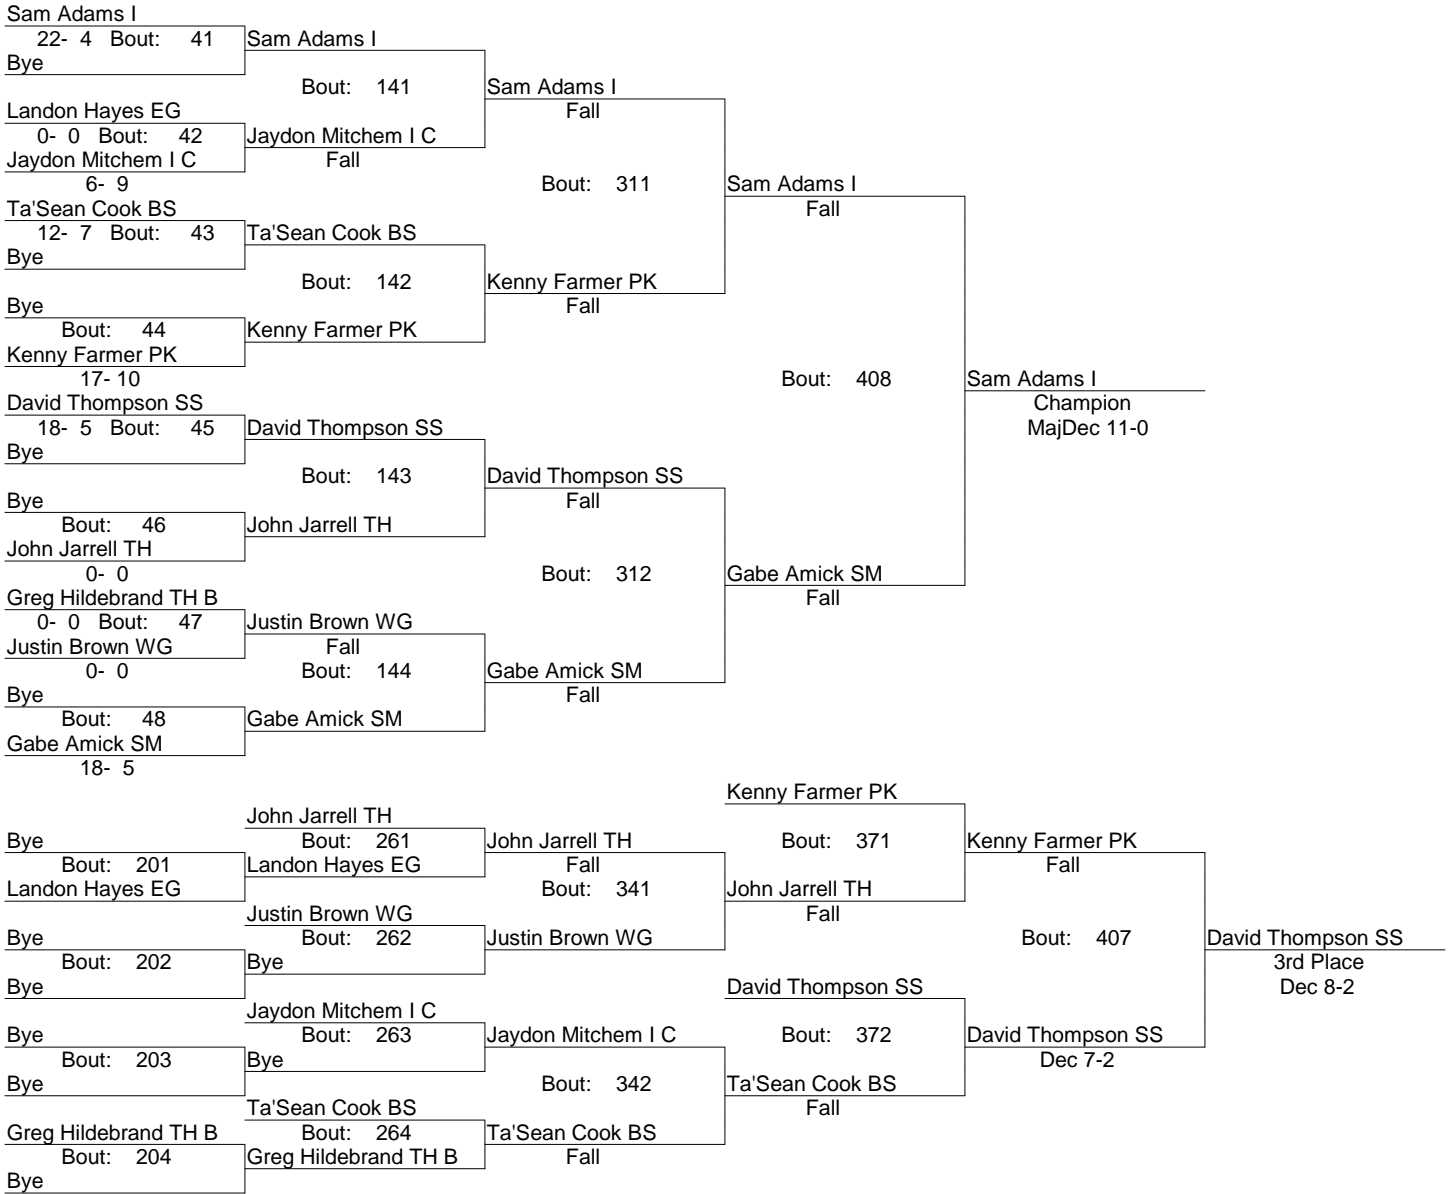 Sam Adams I
22- 4 Bout: 41 Sam Adams I
Bye
Bout: 141 Sam Adams I
Landon Hayes EG Fall
0- 0 Bout: 42 Jaydon Mitchem I C
Jaydon Mitchem I C Fall
6- 9 Bout: 311 Sam Adams I
Ta'Sean Cook BS Fall
12- 7 Bout: 43 Ta'Sean Cook BS
Bye
Bout: 142 Kenny Farmer PK
Bye Fall
Bout: 44 Kenny Farmer PK
Kenny Farmer PK
17- 10 Bout: 408 Sam Adams I
David Thompson SS Champion
18- 5 Bout: 45 David Thompson SS MajDec 11-0
Bye
Bout: 143 David Thompson SS
Bye Fall
Bout: 46 John Jarrell TH
John Jarrell TH
0- 0 Bout: 312 Gabe Amick SM
Greg Hildebrand TH B Fall
0- 0 Bout: 47 Justin Brown WG
Justin Brown WG Fall
0- 0 Bout: 144 Gabe Amick SM
Bye Fall
Bout: 48 Gabe Amick SM
Gabe Amick SM
18- 5
Kenny Farmer PK
John Jarrell TH
Bye Bout: 261 John Jarrell TH Bout: 371 Kenny Farmer PK
Bout: 201 Landon Hayes EG Fall Fall
Landon Hayes EG Bout: 341 John Jarrell TH
Justin Brown WG Fall
Bye Bout: 262 Justin Brown WG Bout: 407 David Thompson SS
Bout: 202 Bye 3rd Place
Bye David Thompson SS Dec 8-2
Jaydon Mitchem I C
Bye Bout: 263 Jaydon Mitchem I C Bout: 372 David Thompson SS
Bout: 203 Bye Dec 7-2
Bye Bout: 342 Ta'Sean Cook BS
Ta'Sean Cook BS Fall
Greg Hildebrand TH B Bout: 264 Ta'Sean Cook BS
Bout: 204 Greg Hildebrand TH B Fall
Bye